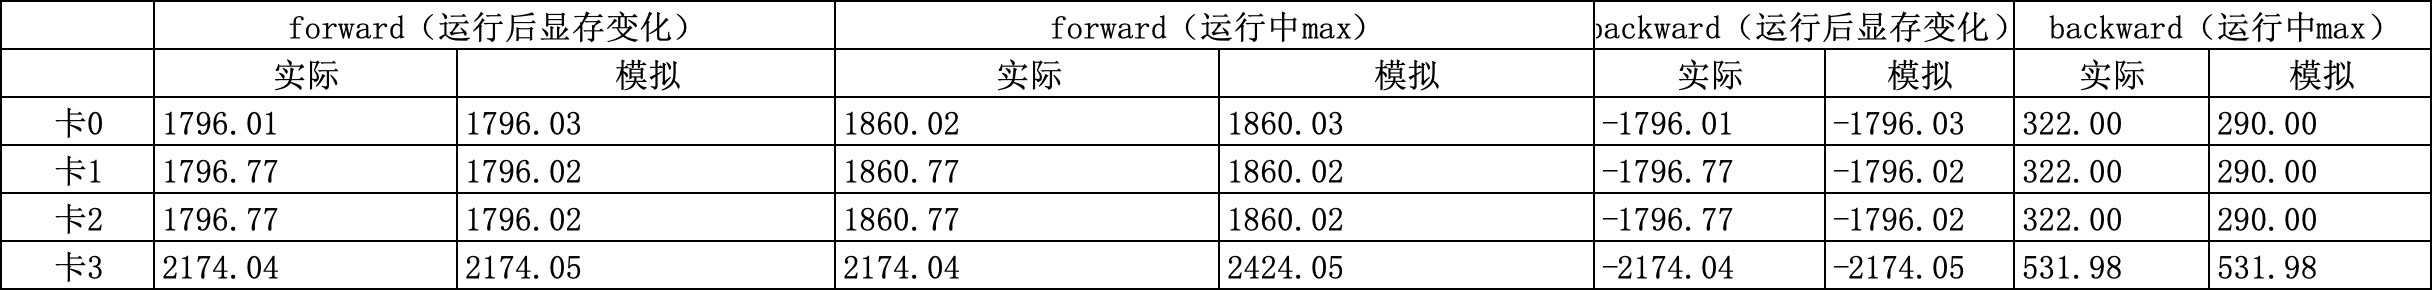 forward（运行后显存变化） forward（运行中max） backward（运行后显存变化） backward（运行中max）
实际 模拟 实际 模拟 实际 模拟 实际 模拟
卡0 1796.01 1796.03 1860.02 1860.03 -1796.01 -1796.03 322.00 290.00
卡1 1796.77 1796.02 1860.77 1860.02 -1796.77 -1796.02 322.00 290.00
卡2 1796.77 1796.02 1860.77 1860.02 -1796.77 -1796.02 322.00 290.00
卡3 2174.04 2174.05 2174.04 2424.05 -2174.04 -2174.05 531.98 531.98